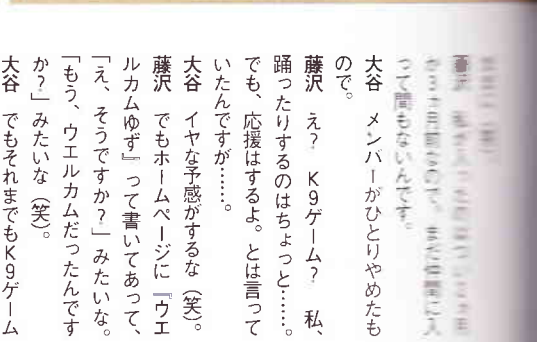 って間もないんです。
大谷　メンバーがひとりやめたも
ので。
藤沢　え？　K9ゲーム？　私、
踊ったりするのはちょっと……。
でも、応援はするよ。とは言って
いたんですが……。
大谷　イヤな予感がするな（笑）。
藤沢　でもホームページに『ウエ
ルカムゆず』って書いてあって、
「え、そうですか？」みたいな。
「もう、ウエルカムだったんです
か？」みたいな（笑）。
大谷　でもそれまでもK9ゲーム